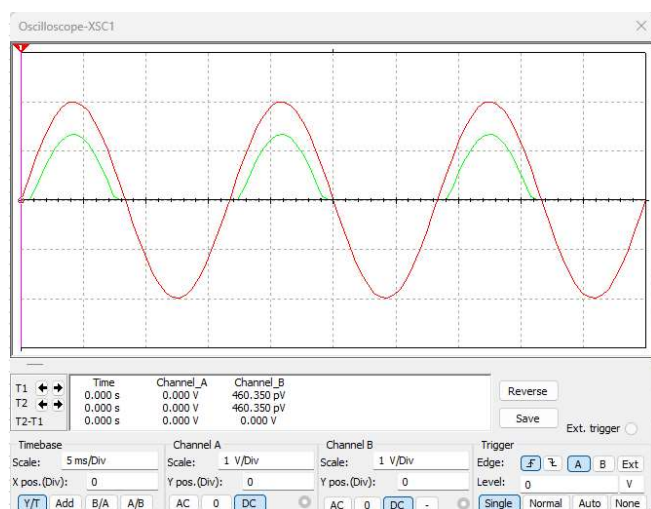 Oscilloscope-XSC1
1
Time Channel_A Channel_B
T1 0.000 s 0.000 V 460.350 pV
T2 0.000 s 0.000 V 460.350 pV
T2-T1 0.000 s 0.000 V 0.000 V
Reverse
Save
Ext. trigger
Timebase Channel A Channel B Trigger
Scale: 5 ms/Div Scale: 1 V/Div Scale: 1 V/Div Edge: A B Ext
X pos.(Div): 0 Y pos.(Div): 0 Y pos.(Div): 0 Level: 0 V
Y/T Add B/A A/B AC 0 DC AC 0 DC - Single Normal Auto None